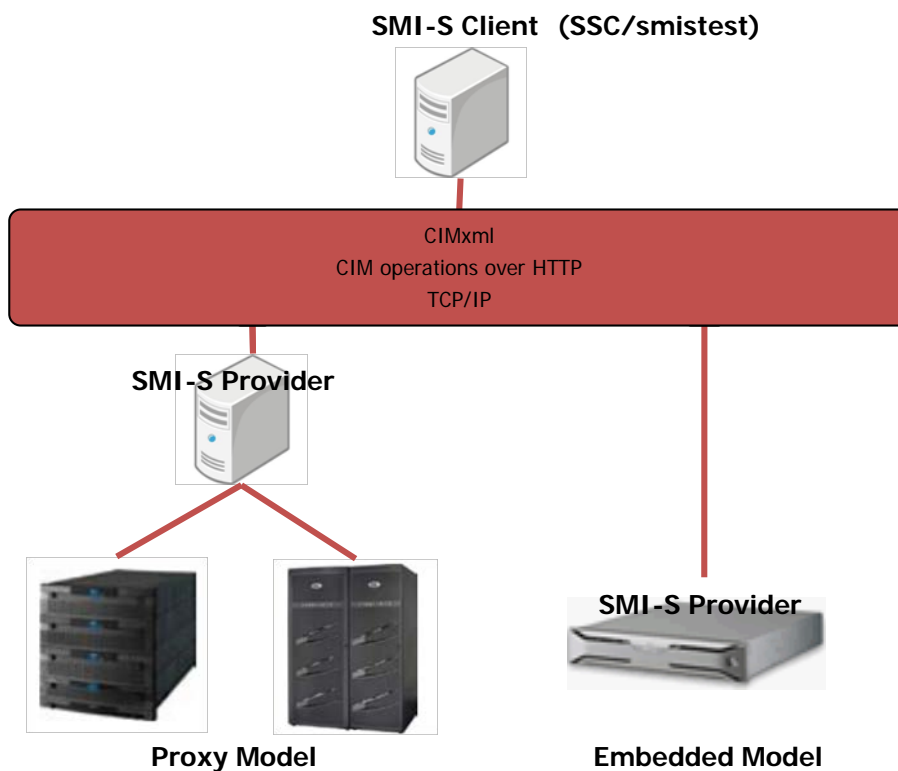 SMI-S Client (SSC/smistest)
CIMxml
CIM operations over HTTP
TCP/IP
SMI-S Provider
SMI-S Provider
Proxy Model
Embedded Model